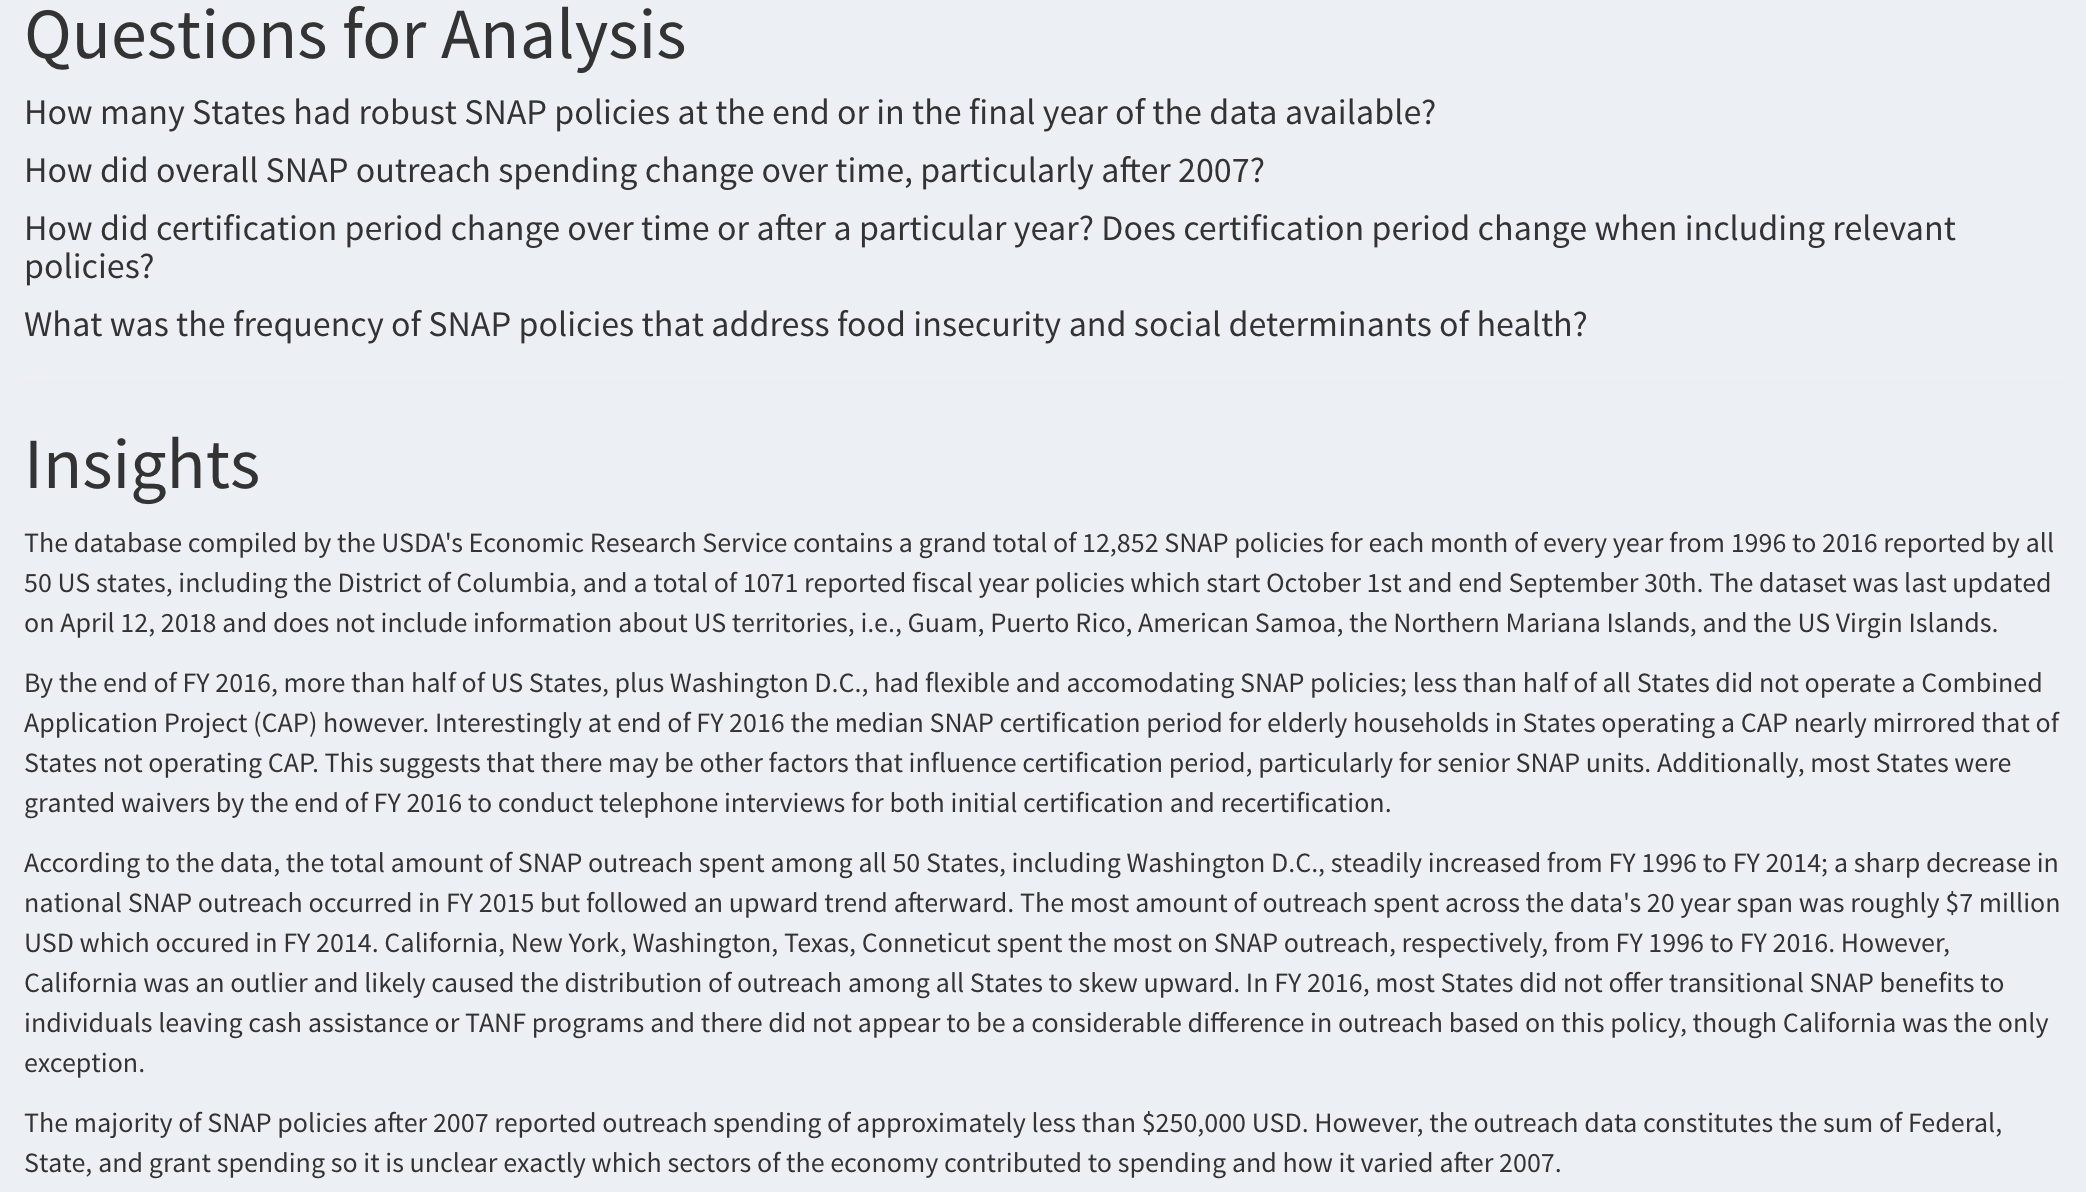 Questions for Analysis
How many States had robust SNAP policies at the end or in the final year of the data available?
How did overall SNAP outreach spending change over time, particularly after 2007?
How did certification period change over time or after a particular year? Does certification period change when including relevant
policies?
What was the frequency of SNAP policies that address food insecurity and social determinants of health?
Insights
The database compiled by the USDA's Economic Research Service contains a grand total of 12,852 SNAP policies for each month of every year from 1996 to 2016 reported by all
50 US states, including the District of Columbia, and a total of 1071 reported fiscal year policies which start October 1st and end September 30th. The dataset was last updated
on April 12, 2018 and does not include information about US territories, i.e., Guam, Puerto Rico, American Samoa, the Northern Mariana Islands, and the US Virgin Islands.
By the end of FY 2016, more than half of US States, plus Washington D.C., had flexible and accomodating SNAP policies; less than half of all States did not operate a Combined
Application Project (CAP) however. Interestingly at end of FY 2016 the median SNAP certification period for elderly households in States operating a CAP nearly mirrored that of
States not operating CAP. This suggests that there may be other factors that influence certification period, particularly for senior SNAP units. Additionally, most States were
granted waivers by the end of FY 2016 to conduct telephone interviews for both initial certification and recertification.
According to the data, the total amount of SNAP outreach spent among all 50 States, including Washington D.C., steadily increased from FY 1996 to FY 2014; a sharp decrease in
national SNAP outreach occurred in FY 2015 but followed an upward trend afterward. The most amount of outreach spent across the data's 20 year span was roughly $7 million
USD which occured in FY 2014. California, New York, Washington, Texas, Conneticut spent the most on SNAP outreach, respectively, from FY 1996 to FY 2016. However,
California was an outlier and likely caused the distribution of outreach among all States to skew upward. In FY 2016, most States did not offer transitional SNAP benefits to
individuals leaving cash assistance or TANF programs and there did not appear to be a considerable difference in outreach based on this policy, though California was the only
exception.
The majority of SNAP policies after 2007 reported outreach spending of approximately less than $250,000 USD. However, the outreach data constitutes the sum of Federal,
State, and grant spending so it is unclear exactly which sectors of the economy contributed to spending and how it varied after 2007.